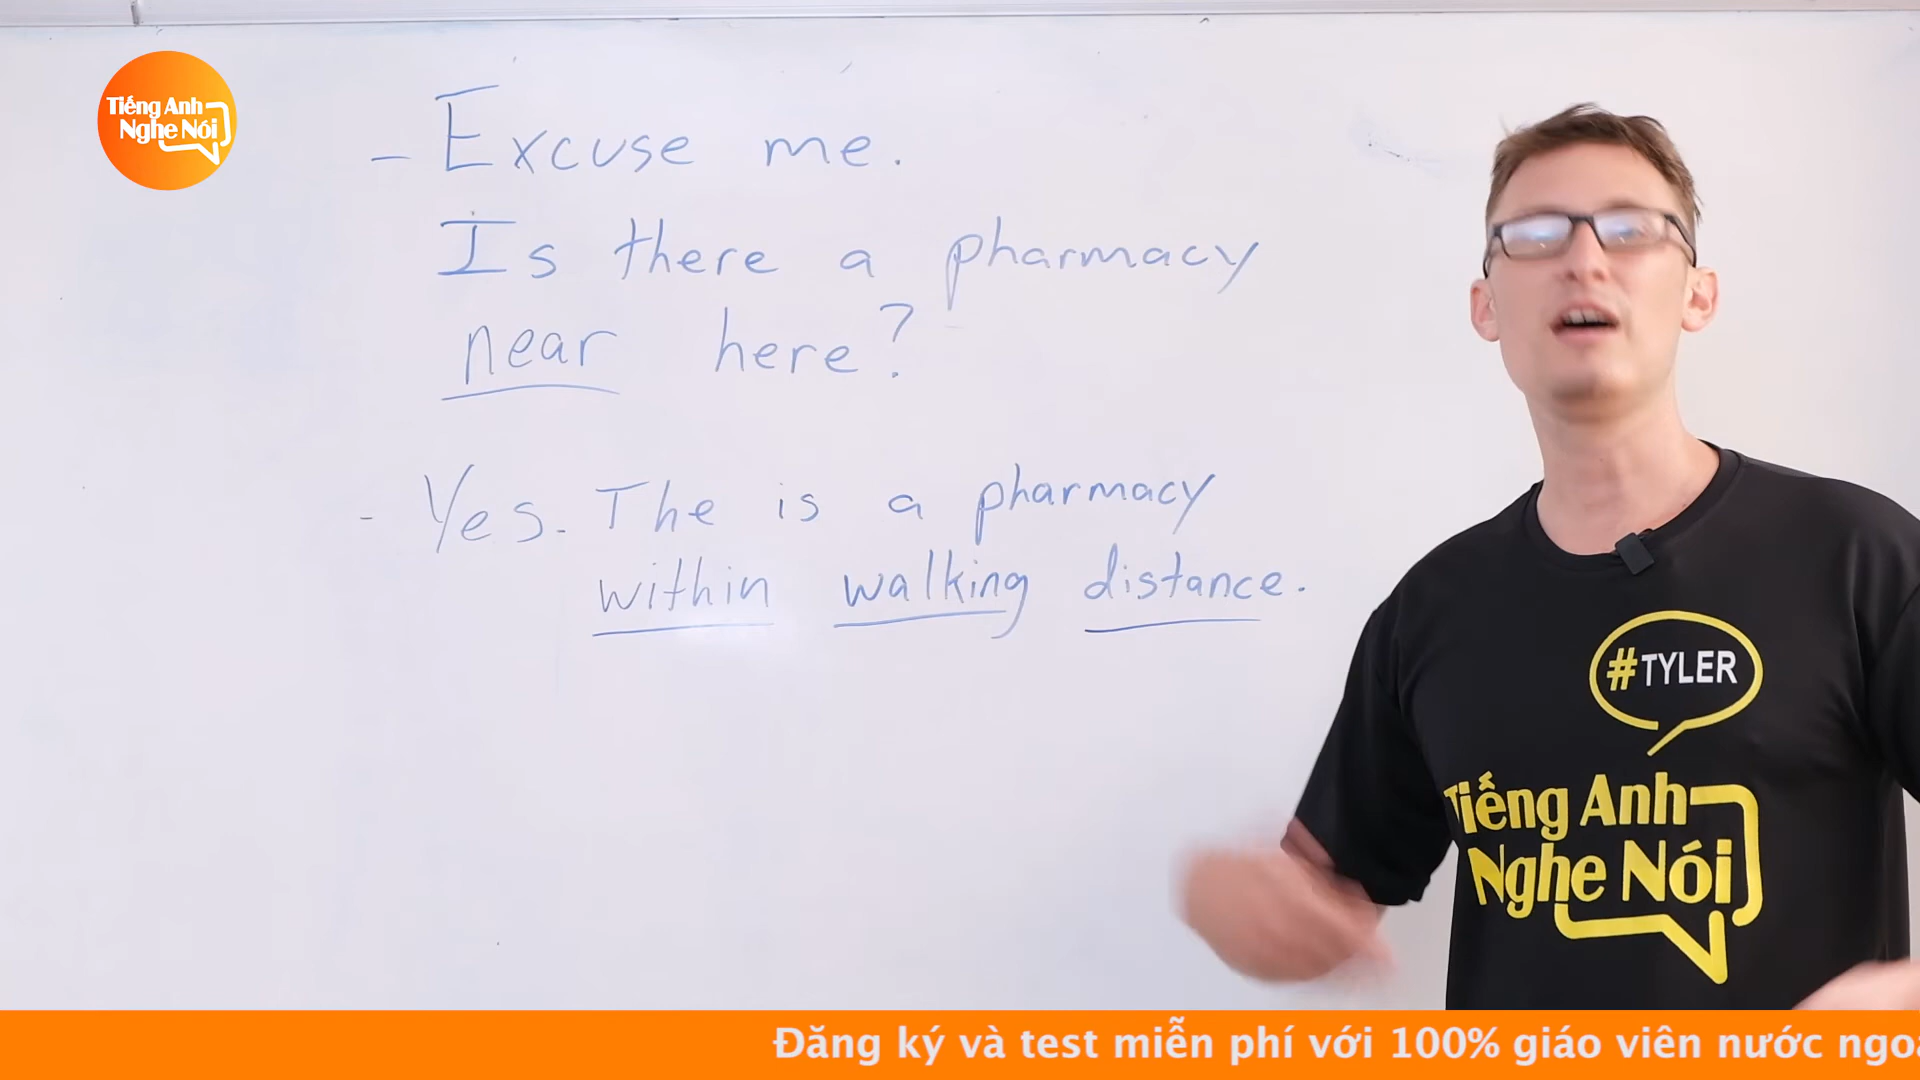 Tiếng Anh
Nghe Nói
- Excuse me.
Is there a pharmacy
near here?
- Yes. The is a pharmacy
within walking distance.
#TYLER
Tiếng Anh
Nghe Nói
Đăng ký và test miễn phí với 100% giáo viên nước